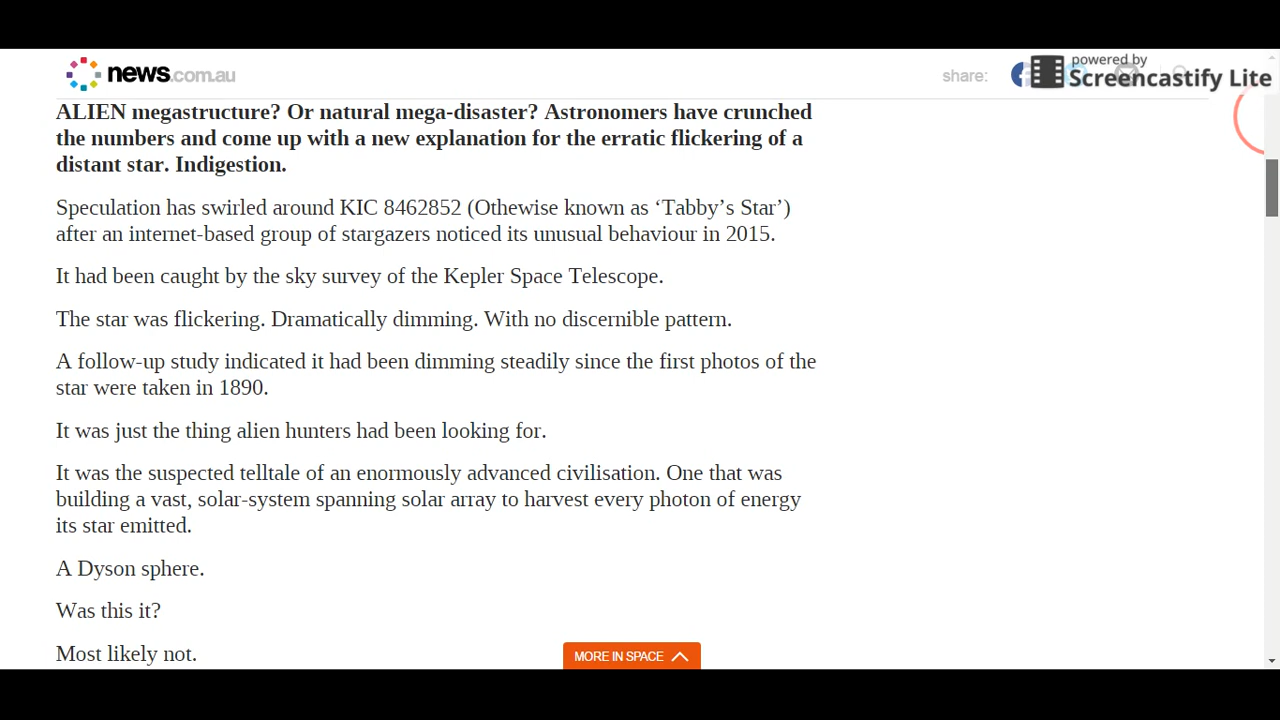 powered by
Screencastify Lite
news.com.au
share:
ALIEN megastructure? Or natural mega-disaster? Astronomers have crunched
the numbers and come up with a new explanation for the erratic flickering of a
distant star. Indigestion.
Speculation has swirled around KIC 8462852 (Othewise known as ‘Tabby’s Star’)
after an internet-based group of stargazers noticed its unusual behaviour in 2015.
It had been caught by the sky survey of the Kepler Space Telescope.
The star was flickering. Dramatically dimming. With no discernible pattern.
A follow-up study indicated it had been dimming steadily since the first photos of the
star were taken in 1890.
It was just the thing alien hunters had been looking for.
It was the suspected telltale of an enormously advanced civilisation. One that was
building a vast, solar-system spanning solar array to harvest every photon of energy
its star emitted.
A Dyson sphere.
Was this it?
Most likely not.
MORE IN SPACE